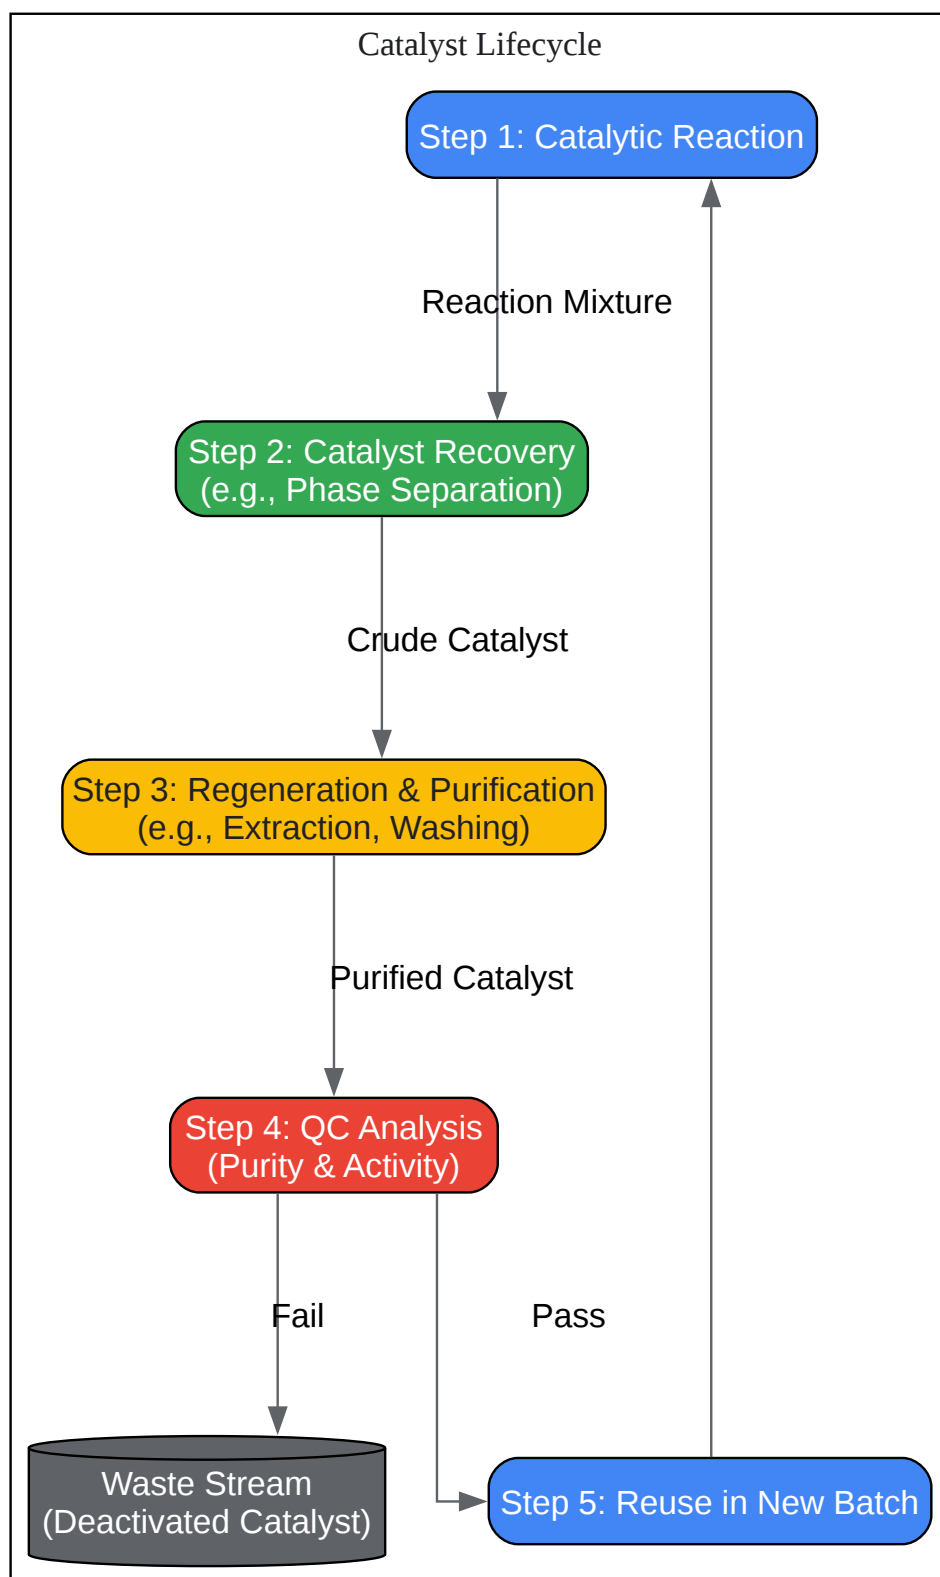 Catalyst Lifecycle
Step 1: Catalytic Reaction
Reaction Mixture
Step 2: Catalyst Recovery
(e.g., Phase Separation)
Crude Catalyst
Step 3: Regeneration & Purification
(e.g., Extraction, Washing)
Purified Catalyst
Step 4: QC Analysis
(Purity & Activity)
Fail
Pass
Waste Stream
(Deactivated Catalyst)
Step 5: Reuse in New Batch